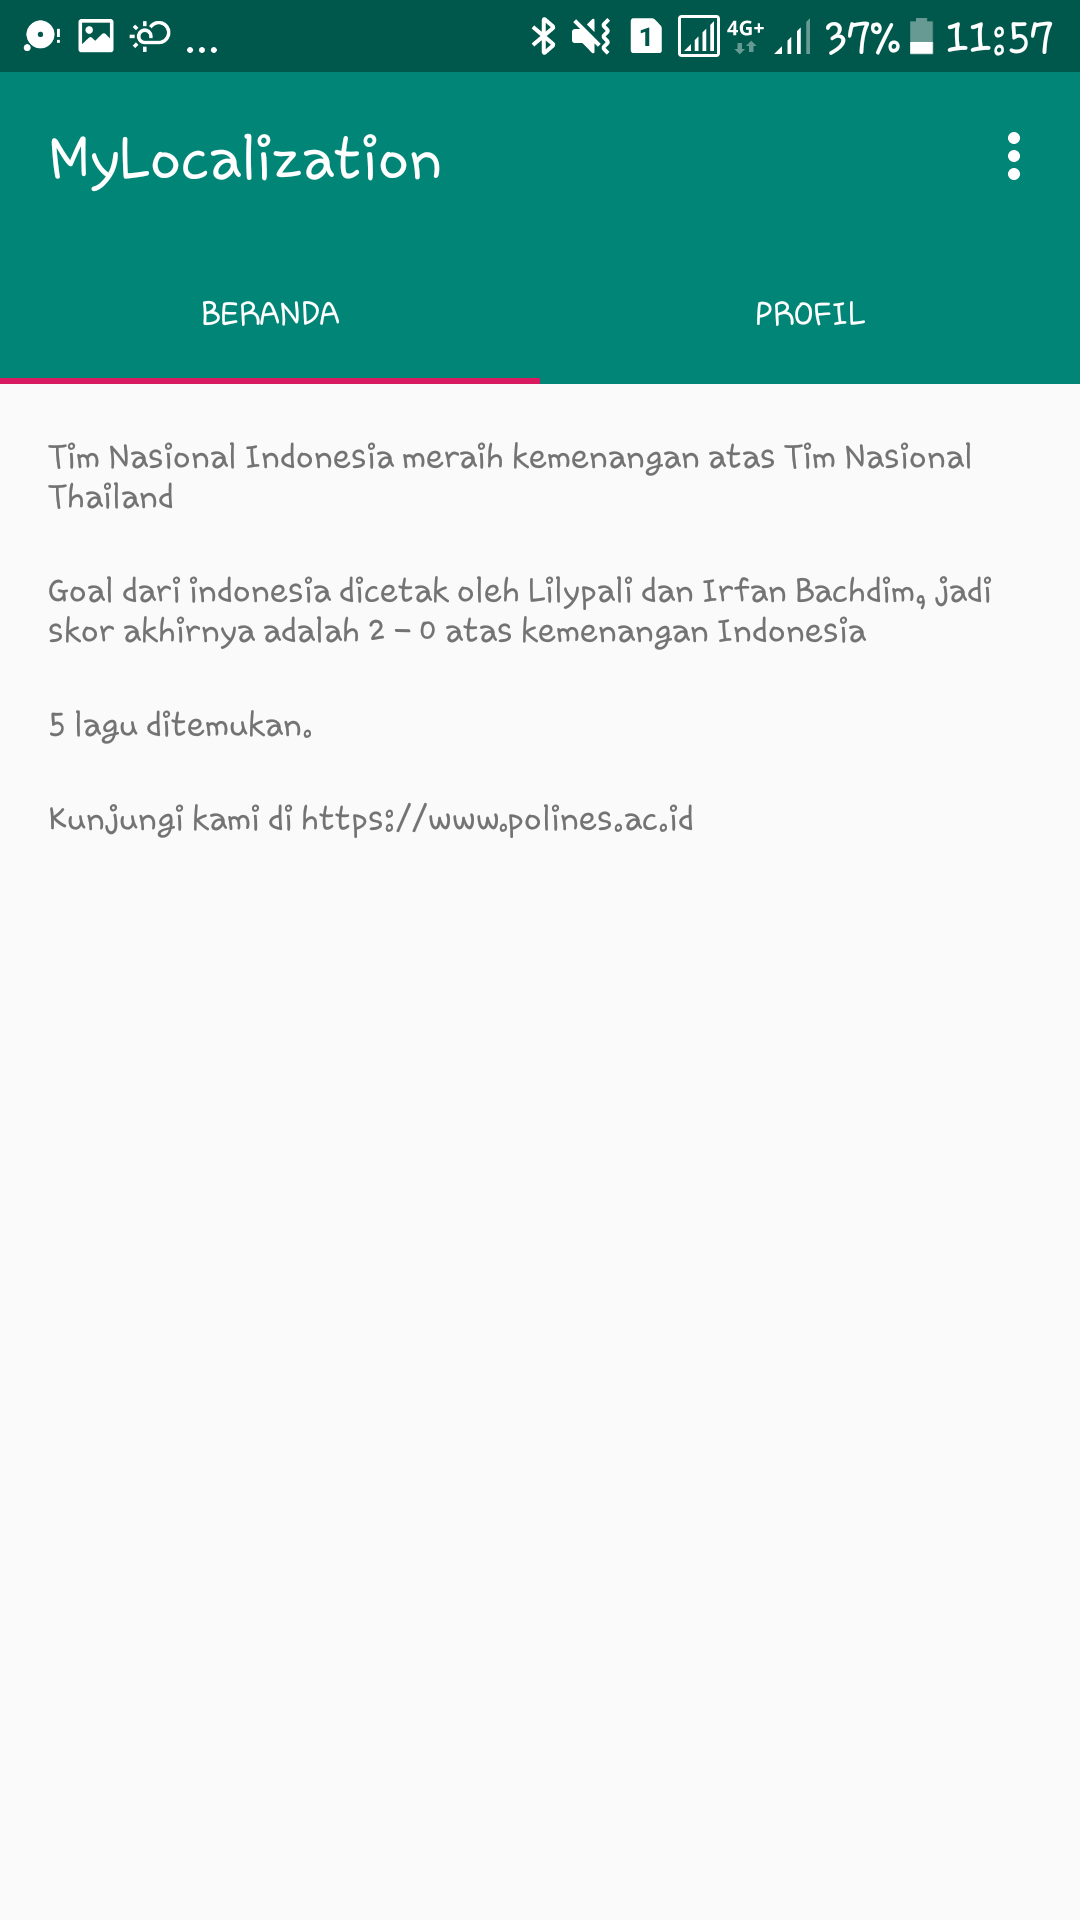 ... 1 4G+ 37% 11:57
MyLocalization
BERANDA PROFIL
Tim Nasional Indonesia meraih kemenangan atas Tim Nasional
Thailand
Goal dari indonesia dicetak oleh Lilypali dan Irfan Bachdim, jadi
skor akhirnya adalah 2 - 0 atas kemenangan Indonesia
5 lagu ditemukan.
Kunjungi kami di https://www.polines.ac.id